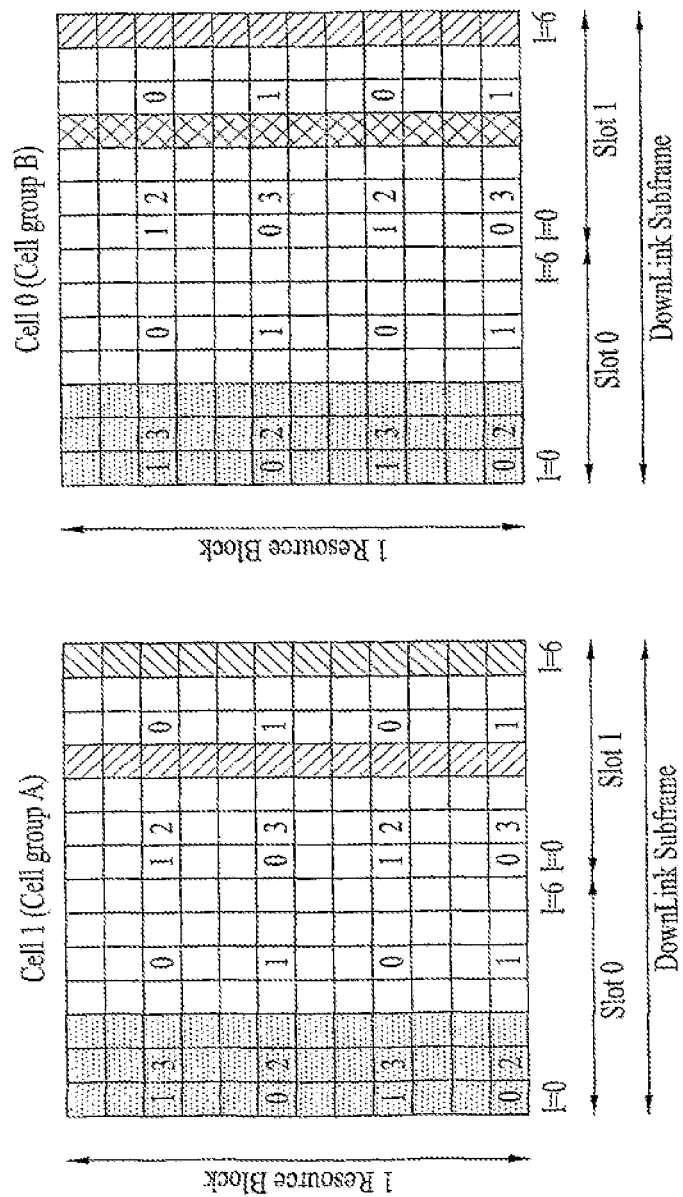 Cell 1 (Cell group A)
1 Resource Block
1 3 0 1 2 0
0 2 1 0 3 1
1 3 0 1 2 0
0 2 1 0 3 1
l=0 l=6 l=0 l=6
Slot 0 Slot 1
DownLink Subframe
Cell 0 (Cell group B)
1 Resource Block
1 3 0 1 2 0
0 2 1 0 3 1
1 3 0 1 2 0
0 2 1 0 3 1
l=0 l=6 l=0 l=6
Slot 0 Slot 1
DownLink Subframe